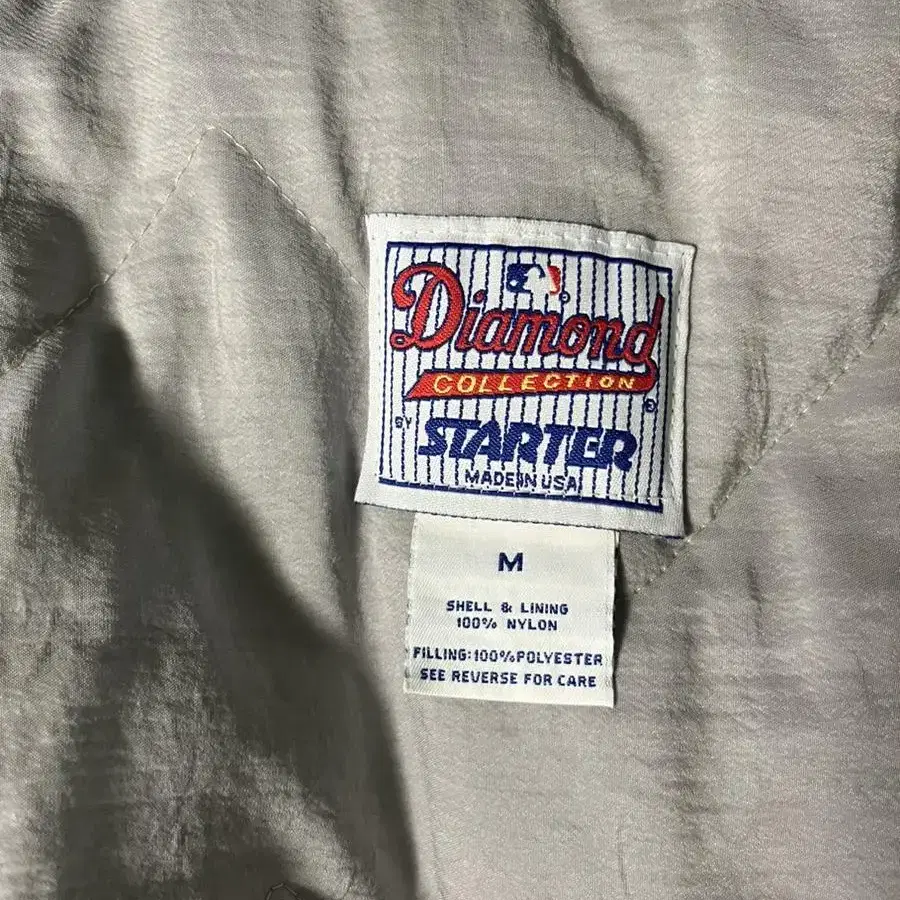 Diamond
COLLECTION
BY STARTER
MADE IN USA
M
SHELL & LINING
100% NYLON
FILLING:100%POLYESTER
SEE REVERSE FOR CARE